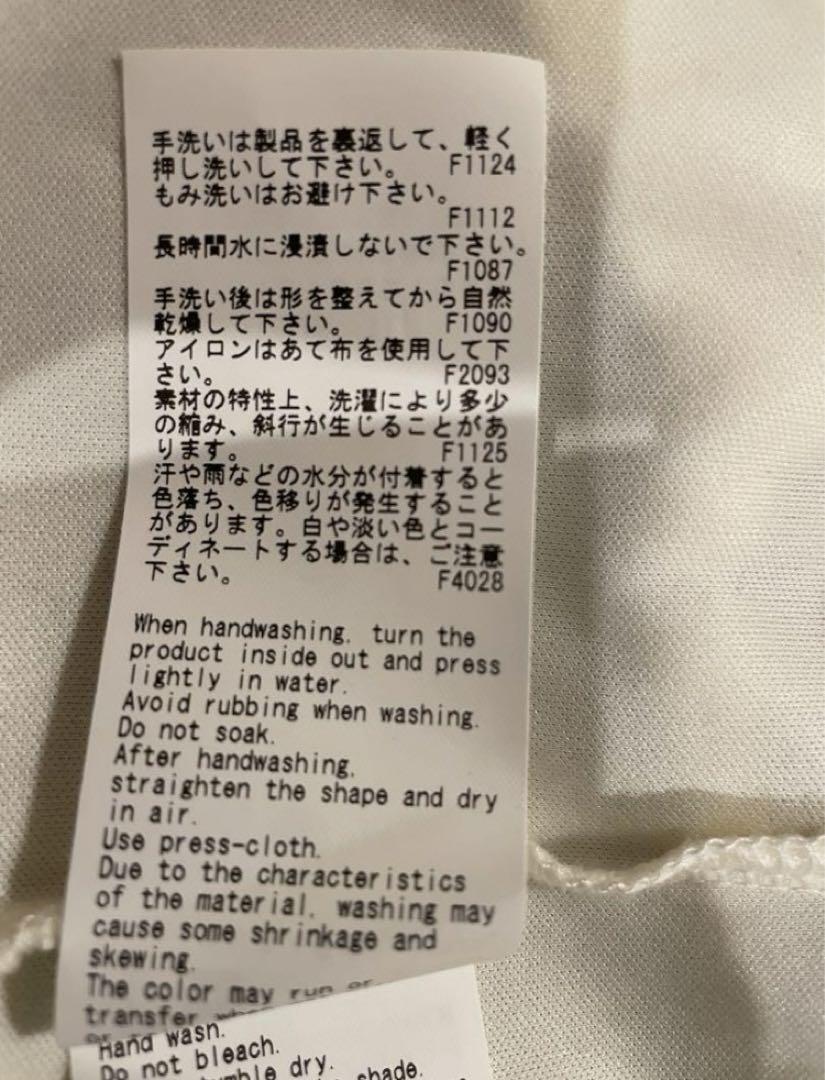 手洗いは製品を裏返して、軽く
押し洗いして下さい。 F1124
もみ洗いはお避け下さい。
F1112
長時間水に浸漬しないで下さい。
F1087
手洗い後は形を整えてから自然
乾燥して下さい。 F1090
アイロンはあて布を使用して下
さい。 F2093
素材の特性上、洗濯により多少
の縮み、斜行が生じることがあ
ります。 F1125
汗や雨などの水分が付着すると
色落ち、色移りが発生すること
があります。白や淡い色とコー
ディネートする場合は、ご注意
下さい。 F4028
When handwashing, turn the
product inside out and press
lightly in water.
Avoid rubbing when washing.
Do not soak.
After handwashing,
straighten the shape and dry
in air.
Use press-cloth.
Due to the characteristics
of the material, washing may
cause some shrinkage and
skewing.
The color may run or
transfer
Hand wash.
Do not bleach.
tumble dry.
shade.